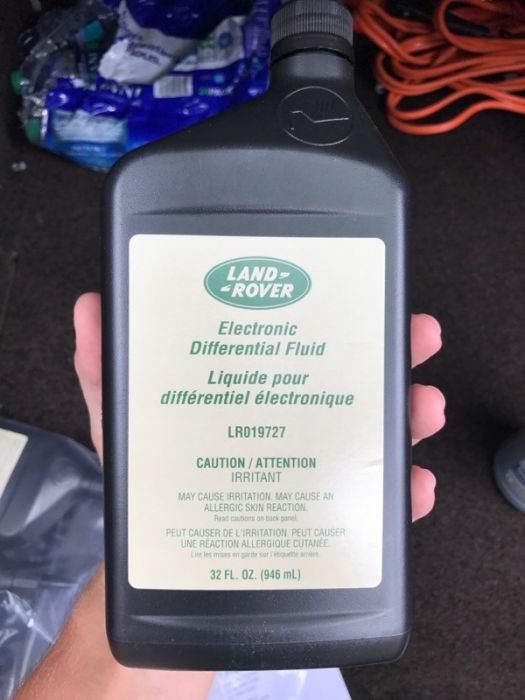 LAND-
-ROVER
Electronic
Differential Fluid
Liquide pour
différentiel électronique
LR019727
CAUTION / ATTENTION
IRRITANT
MAY CAUSE IRRITATION. MAY CAUSE AN
ALLERGIC SKIN REACTION.
Read cautions on back panel.
PEUT CAUSER DE L'IRRITATION. PEUT CAUSER
UNE RÉACTION ALLERGIQUE CUTANÉE.
Lire les mises en garde sur l'étiquette arrière.
32 FL. OZ. (946 mL)